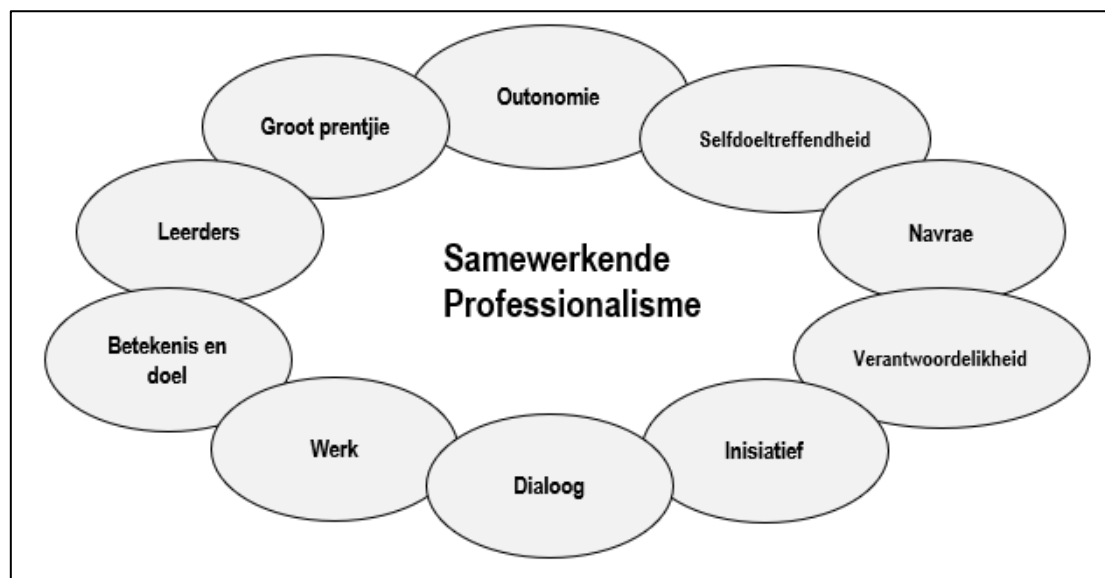 Outonomie
Groot prentjie
Selfdoeltreffendheid
Leerders
Navrae
Samewerkende
Professionalisme
Betekenis en
doel
Verantwoordelikheid
Werk
Inisiatief
Dialoog